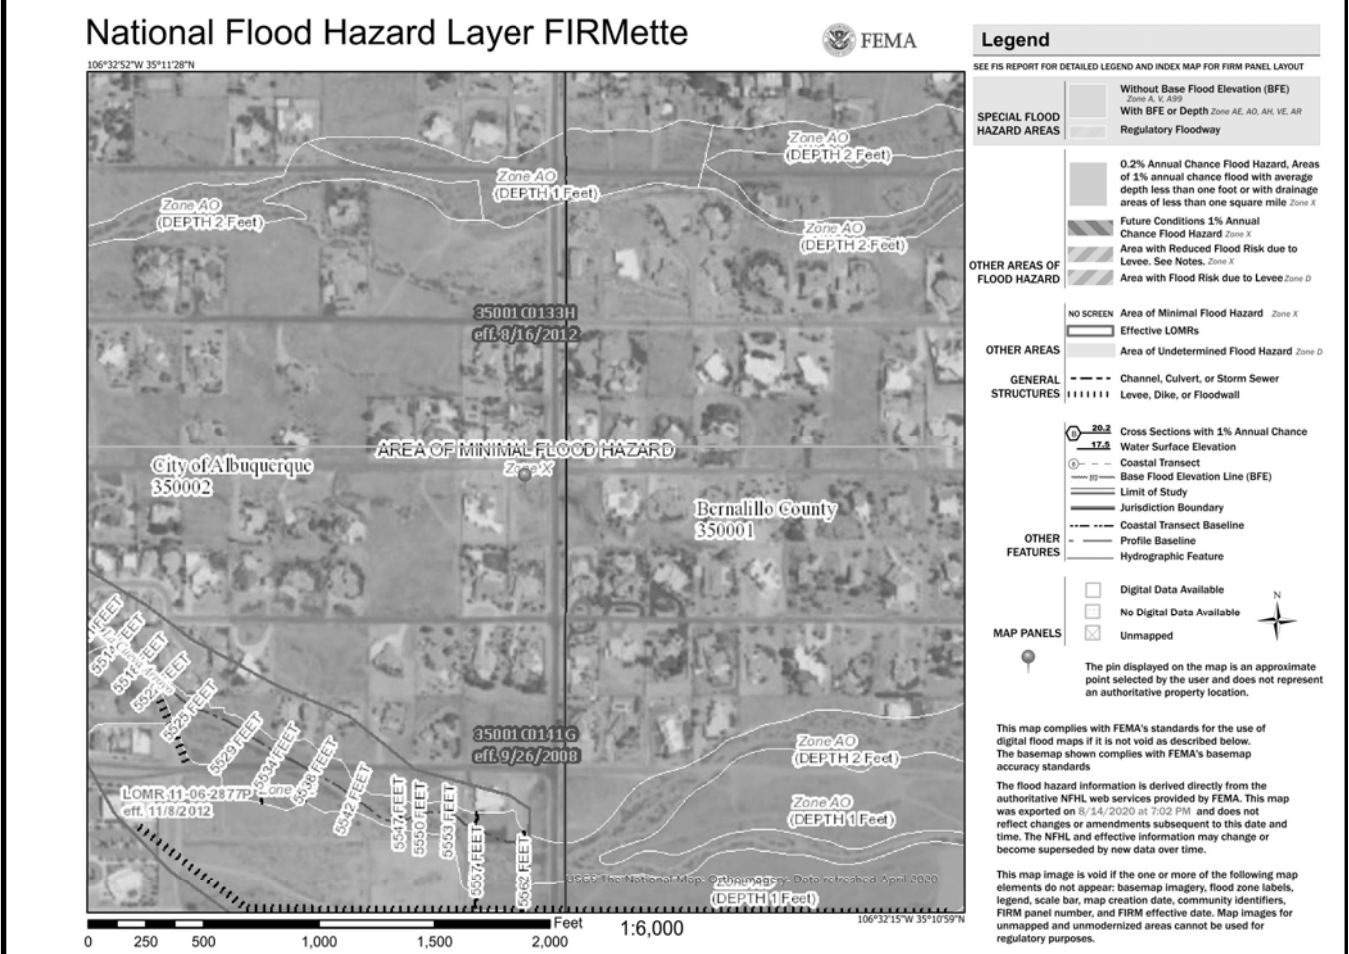 National Flood Hazard Layer FIRMette
FEMA
106°32'52"W 35°11'28"N
Zone AO
(DEPTH 2 Feet)
Zone AO
(DEPTH 1 Feet)
Zone AO
(DEPTH 2 Feet)
Zone AO
(DEPTH 2 Feet)
35001C0133H
eff. 8/16/2012
AREA OF MINIMAL FLOOD HAZARD
Zone X
City of Albuquerque
350002
Bernalillo County
350001
FEET
FEET
FEET
FEET
5525 FEET
5529 FEET
5534 FEET
5538 FEET
5542 FEET
5547 FEET
5550 FEET
5553 FEET
5557 FEET
5562 FEET
35001C0141G
eff. 9/26/2008
Zone AO
(DEPTH 2 Feet)
Zone AO
(DEPTH 1 Feet)
LOMR 11-06-2877P
eff. 11/8/2012
USGS The National Map: Orthoimagery. Data refreshed April 2020
(DEPTH 1 Feet)
106°32'15"W 35°10'59"N
Feet
1:6,000
0 250 500 1,000 1,500 2,000
Legend
SEE FIS REPORT FOR DETAILED LEGEND AND INDEX MAP FOR FIRM PANEL LAYOUT
SPECIAL FLOOD
HAZARD AREAS
Without Base Flood Elevation (BFE)
Zone A, V, A99
With BFE or Depth Zone AE, AO, AH, VE, AR
Regulatory Floodway
0.2% Annual Chance Flood Hazard, Areas
of 1% annual chance flood with average
depth less than one foot or with drainage
areas of less than one square mile Zone X
Future Conditions 1% Annual
Chance Flood Hazard Zone X
Area with Reduced Flood Risk due to
Levee. See Notes. Zone X
Area with Flood Risk due to Levee Zone D
OTHER AREAS OF
FLOOD HAZARD
NO SCREEN Area of Minimal Flood Hazard Zone X
Effective LOMRs
OTHER AREAS
Area of Undetermined Flood Hazard Zone D
GENERAL
STRUCTURES
Channel, Culvert, or Storm Sewer
Levee, Dike, or Floodwall
B 20.2 Cross Sections with 1% Annual Chance
17.5 Water Surface Elevation
8 Coastal Transect
513 Base Flood Elevation Line (BFE)
Limit of Study
Jurisdiction Boundary
Coastal Transect Baseline
OTHER
FEATURES
Profile Baseline
Hydrographic Feature
Digital Data Available
No Digital Data Available
Unmapped
MAP PANELS
N
The pin displayed on the map is an approximate
point selected by the user and does not represent
an authoritative property location.
This map complies with FEMA's standards for the use of
digital flood maps if it is not void as described below.
The basemap shown complies with FEMA's basemap
accuracy standards
The flood hazard information is derived directly from the
authoritative NFHL web services provided by FEMA. This map
was exported on 8/14/2020 at 7:02 PM and does not
reflect changes or amendments subsequent to this date and
time. The NFHL and effective information may change or
become superseded by new data over time.
This map image is void if the one or more of the following map
elements do not appear: basemap imagery, flood zone labels,
legend, scale bar, map creation date, community identifiers,
FIRM panel number, and FIRM effective date. Map images for
unmapped and unmodernized areas cannot be used for
regulatory purposes.